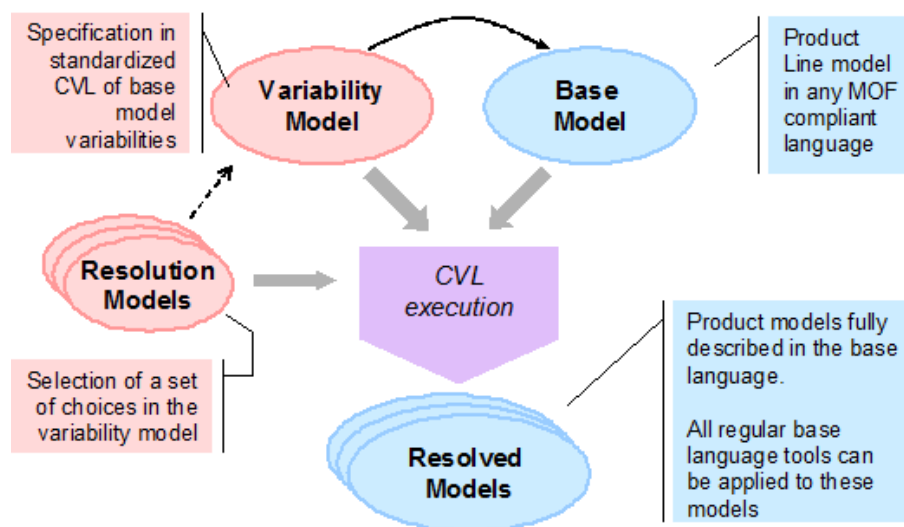 Specification in
standardized
CVL of base
model
variabilities
Variability
Model
Base
Model
Product
Line model
in any MOF
compliant
language
Resolution
Models
CVL
execution
Selection of a set
of choices in the
variability model
Product models fully
described in the base
language.
All regular base
language tools can
be applied to these
models
Resolved
Models